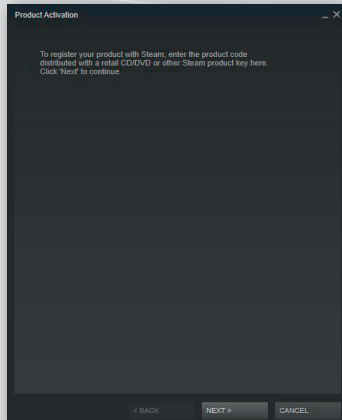 Product Activation
To register your product with Steam, enter the product code
distributed with a retail CD/DVD or other Steam product key here.
Click 'Next' to continue.
< BACK
NEXT >
CANCEL